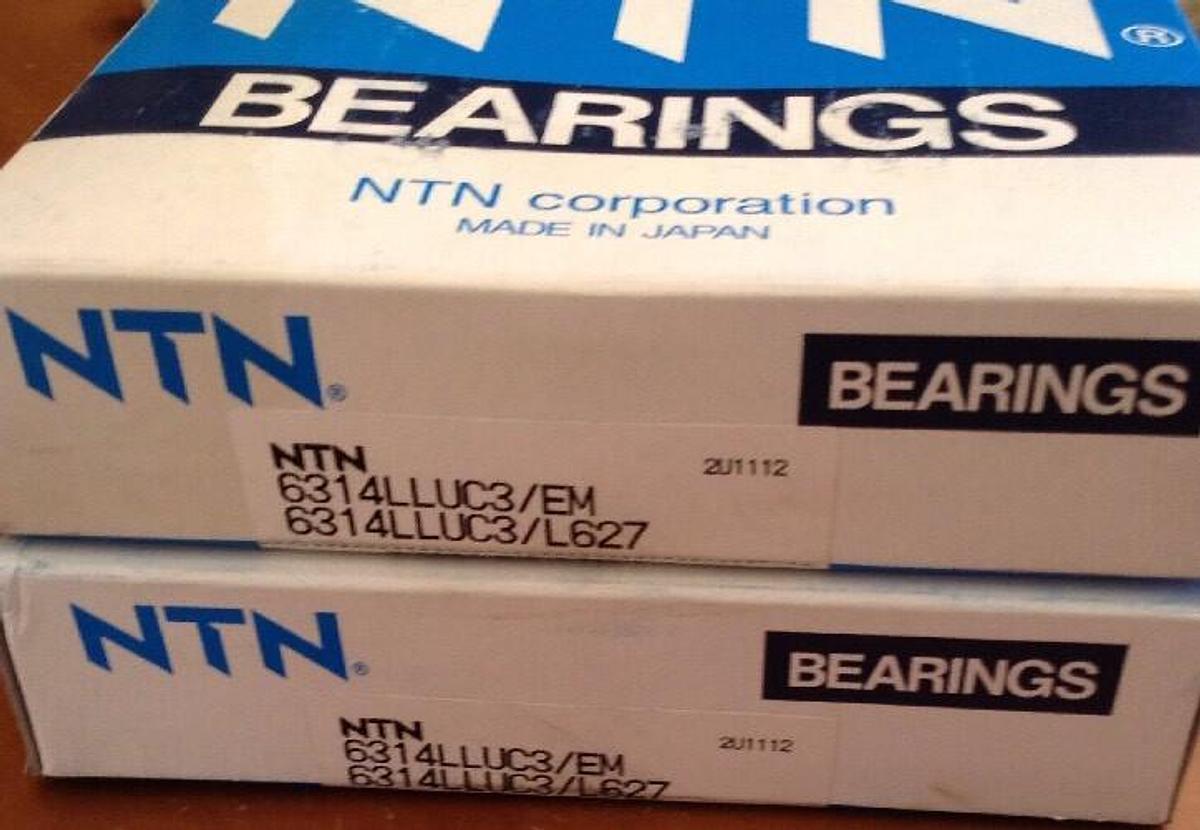 NTN ®
BEARINGS
NTN corporation
MADE IN JAPAN
NTN®
BEARINGS
NTN 2U1112
6314LLUC3/EM
6314LLUC3/L627
NTN®
BEARINGS
NTN 2U1112
6314LLUC3/EM
6314LLUC3/L627